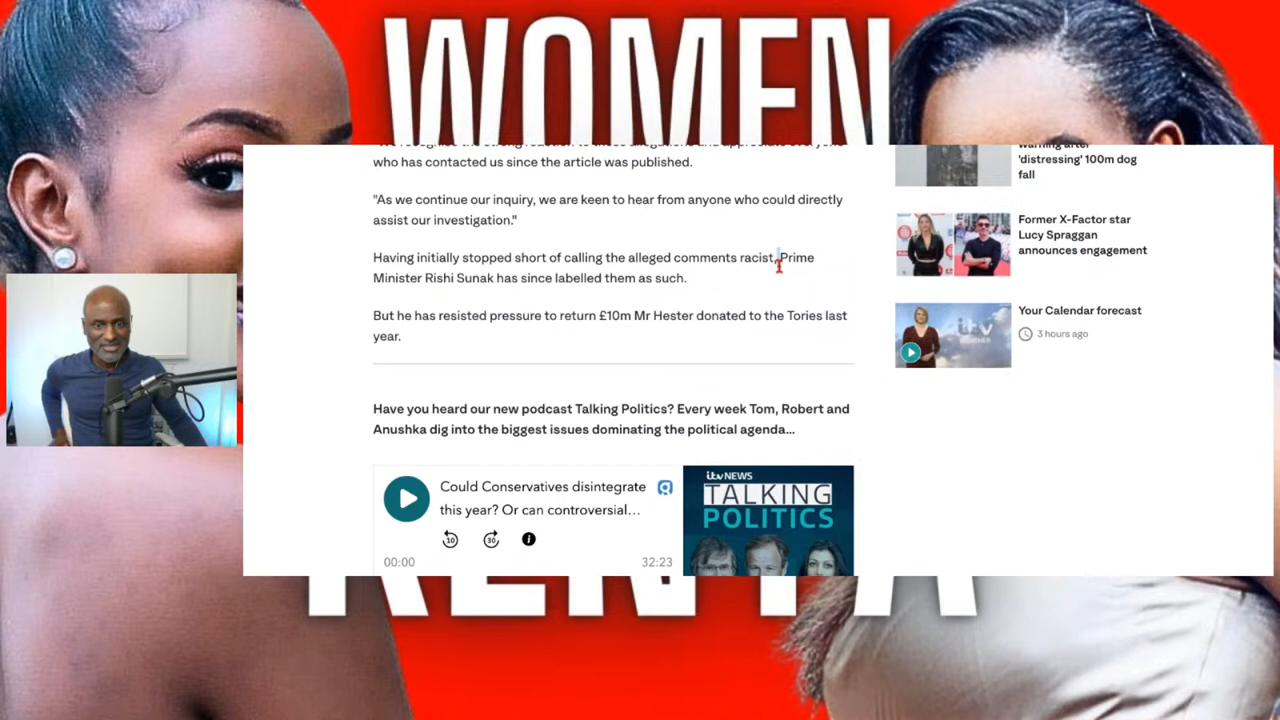 WOMEN
who has contacted us since the article was published.
"As we continue our inquiry, we are keen to hear from anyone who could directly
assist our investigation."
Having initially stopped short of calling the alleged comments racist, Prime
Minister Rishi Sunak has since labelled them as such.
But he has resisted pressure to return £10m Mr Hester donated to the Tories last
year.
Have you heard our new podcast Talking Politics? Every week Tom, Robert and
Anushka dig into the biggest issues dominating the political agenda...
Could Conservatives disintegrate
this year? Or can controversial...
10
30
00:00
32:23
itv NEWS
TALKING
POLITICS
warning after
'distressing' 100m dog
fall
Former X-Factor star
Lucy Spraggan
announces engagement
itv
Your Calendar forecast
3 hours ago
KENYA